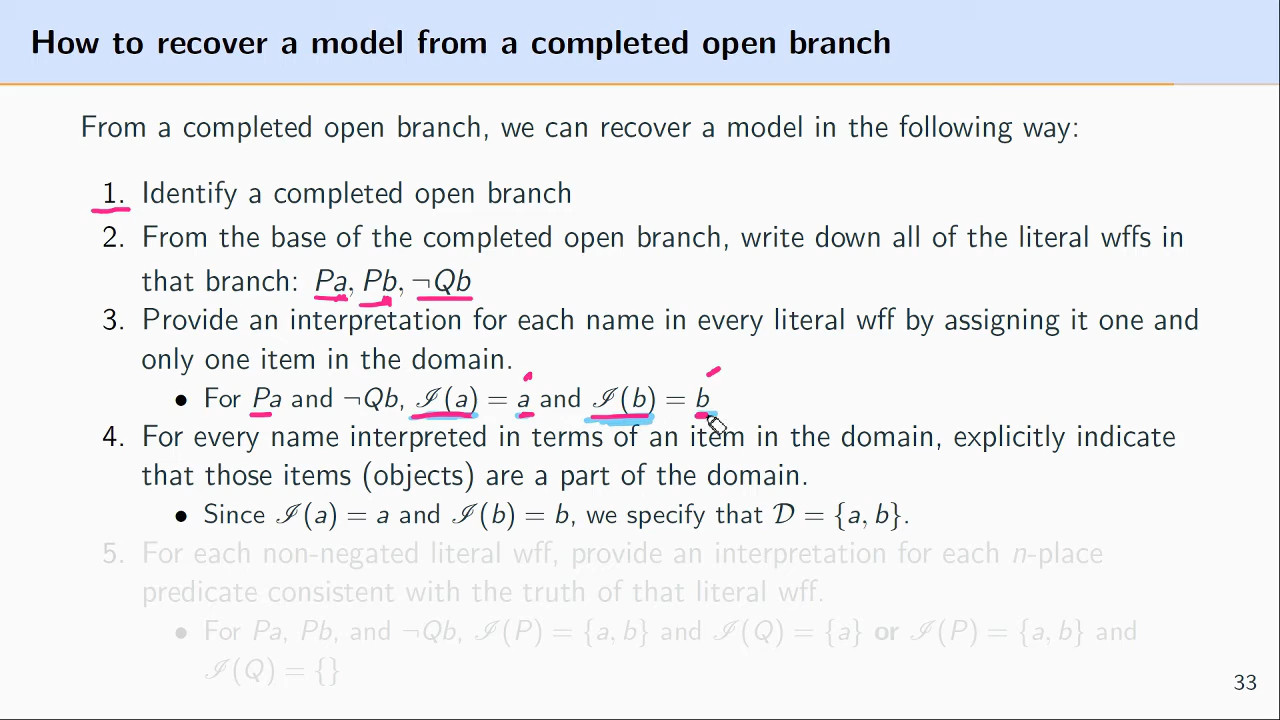 How to recover a model from a completed open branch
From a completed open branch, we can recover a model in the following way:
1. Identify a completed open branch
2. From the base of the completed open branch, write down all of the literal wffs in
that branch: Pa, Pb, ¬Qb
3. Provide an interpretation for each name in every literal wff by assigning it one and
only one item in the domain.
• For Pa and ¬Qb, ℐ(a) = a and ℐ(b) = b
4. For every name interpreted in terms of an item in the domain, explicitly indicate
that those items (objects) are a part of the domain.
• Since ℐ(a) = a and ℐ(b) = b, we specify that 𝒟 = {a, b}.
5. For each non-negated literal wff, provide an interpretation for each n-place
predicate consistent with the truth of that literal wff.
• For Pa, Pb, and ¬Qb, ℐ(P) = {a, b} and ℐ(Q) = {a} or ℐ(P) = {a, b} and
ℐ(Q) = {}
33